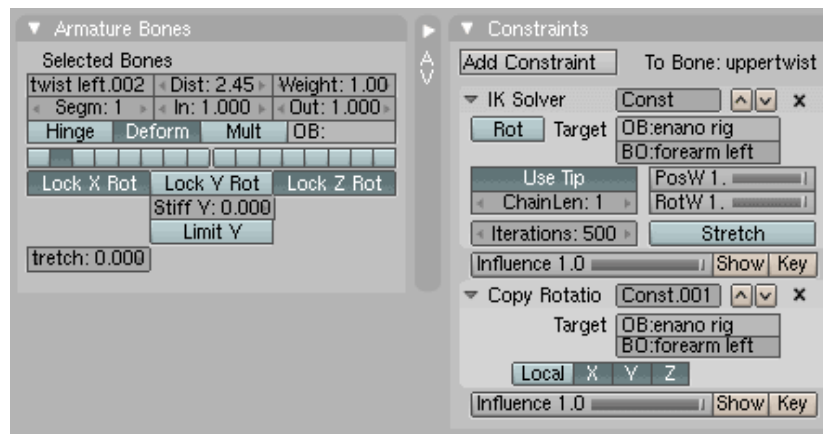 Armature Bones
Selected Bones
twist left.002 Dist: 2.45 Weight: 1.00
Segm: 1 In: 1.000 Out: 1.000
Hinge Deform Mult OB:
Lock X Rot Lock Y Rot Lock Z Rot
Stiff Y: 0.000
Limit Y
tretch: 0.000
Constraints
Add Constraint To Bone: uppertwist
IK Solver Const
Rot Target OB:enano rig
BO:forearm left
Use Tip PosW 1.
ChainLen: 1 RotW 1.
Iterations: 500 Stretch
Influence 1.0 Show Key
Copy Rotatio Const.001
Target OB:enano rig
BO:forearm left
Local X Y Z
Influence 1.0 Show Key